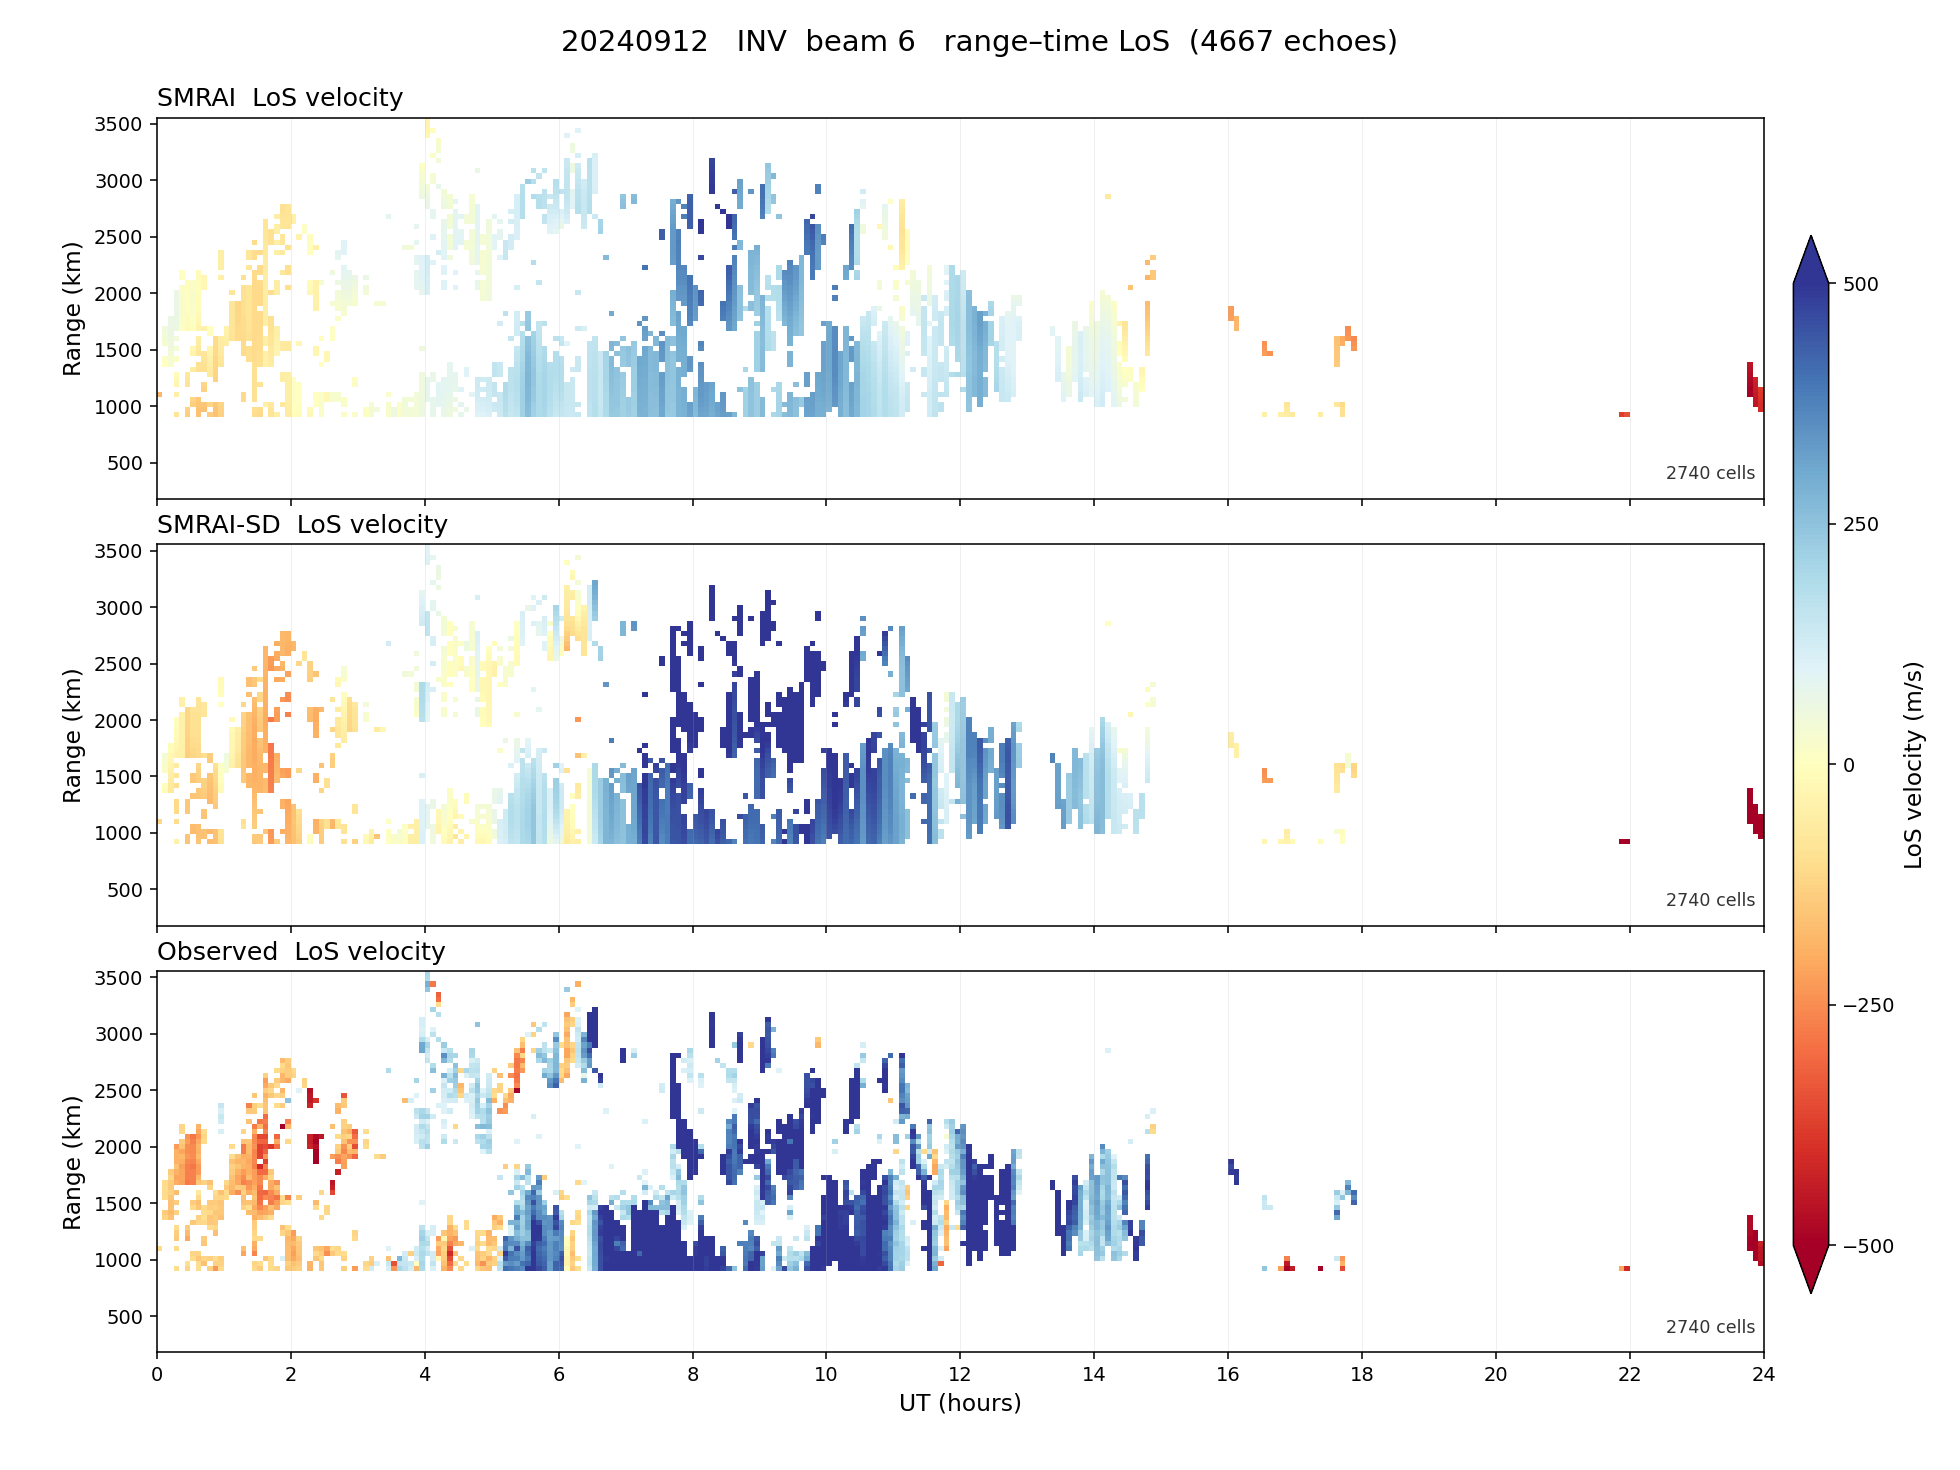 20240912   INV  beam 6   range–time LoS  (4667 echoes)
SMRAI  LoS velocity
3500
3000
2500
2000
1500
1000
500
Range (km)
2740 cells
SMRAI-SD  LoS velocity
3500
3000
2500
2000
1500
1000
500
Range (km)
2740 cells
Observed  LoS velocity
3500
3000
2500
2000
1500
1000
500
Range (km)
2740 cells
0 2 4 6 8 10 12 14 16 18 20 22 24
UT (hours)
500
250
0
−250
−500
LoS velocity (m/s)